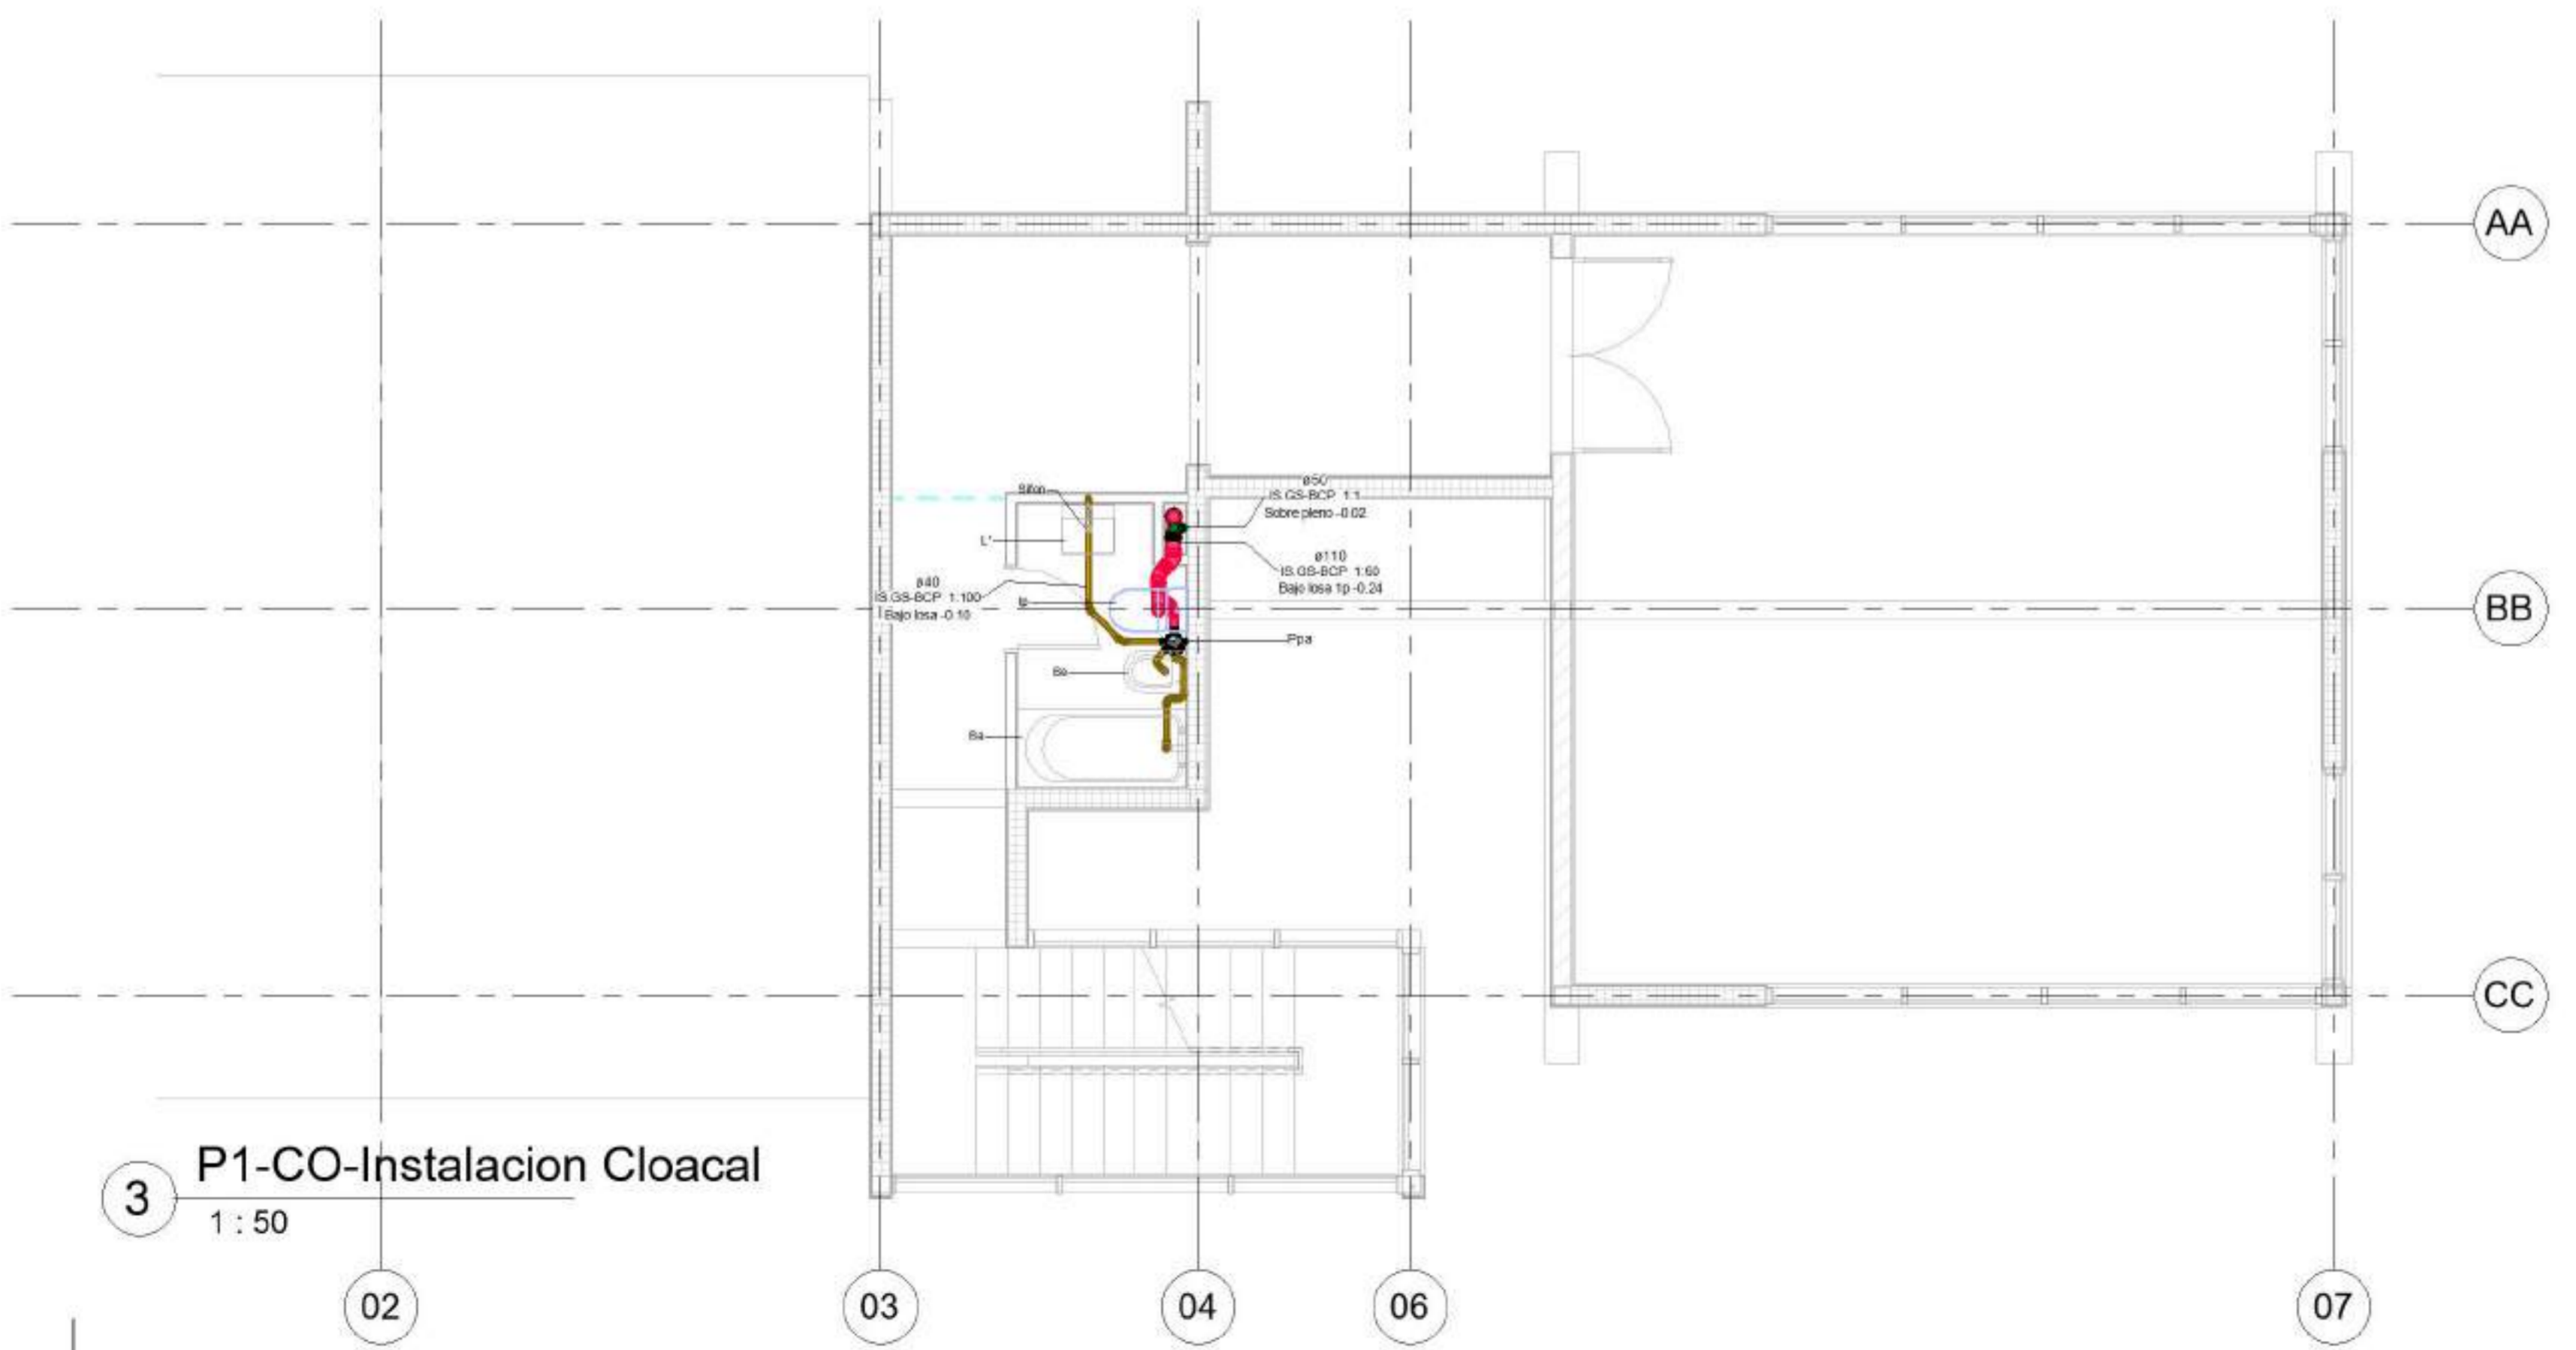 AA
Sifon
ø50
IS.GS-BCP 1:1
Sobre pleno -0.02
L'
ø110
IS.GS-BCP 1:60
Bajo losa 1p -0.24
ø40
IS.GS-BCP 1:100
Bajo losa -0.10
BB
Ppa
Be
Ba
CC
3
P1-CO-Instalacion Cloacal
1 : 50
02
03
04
06
07